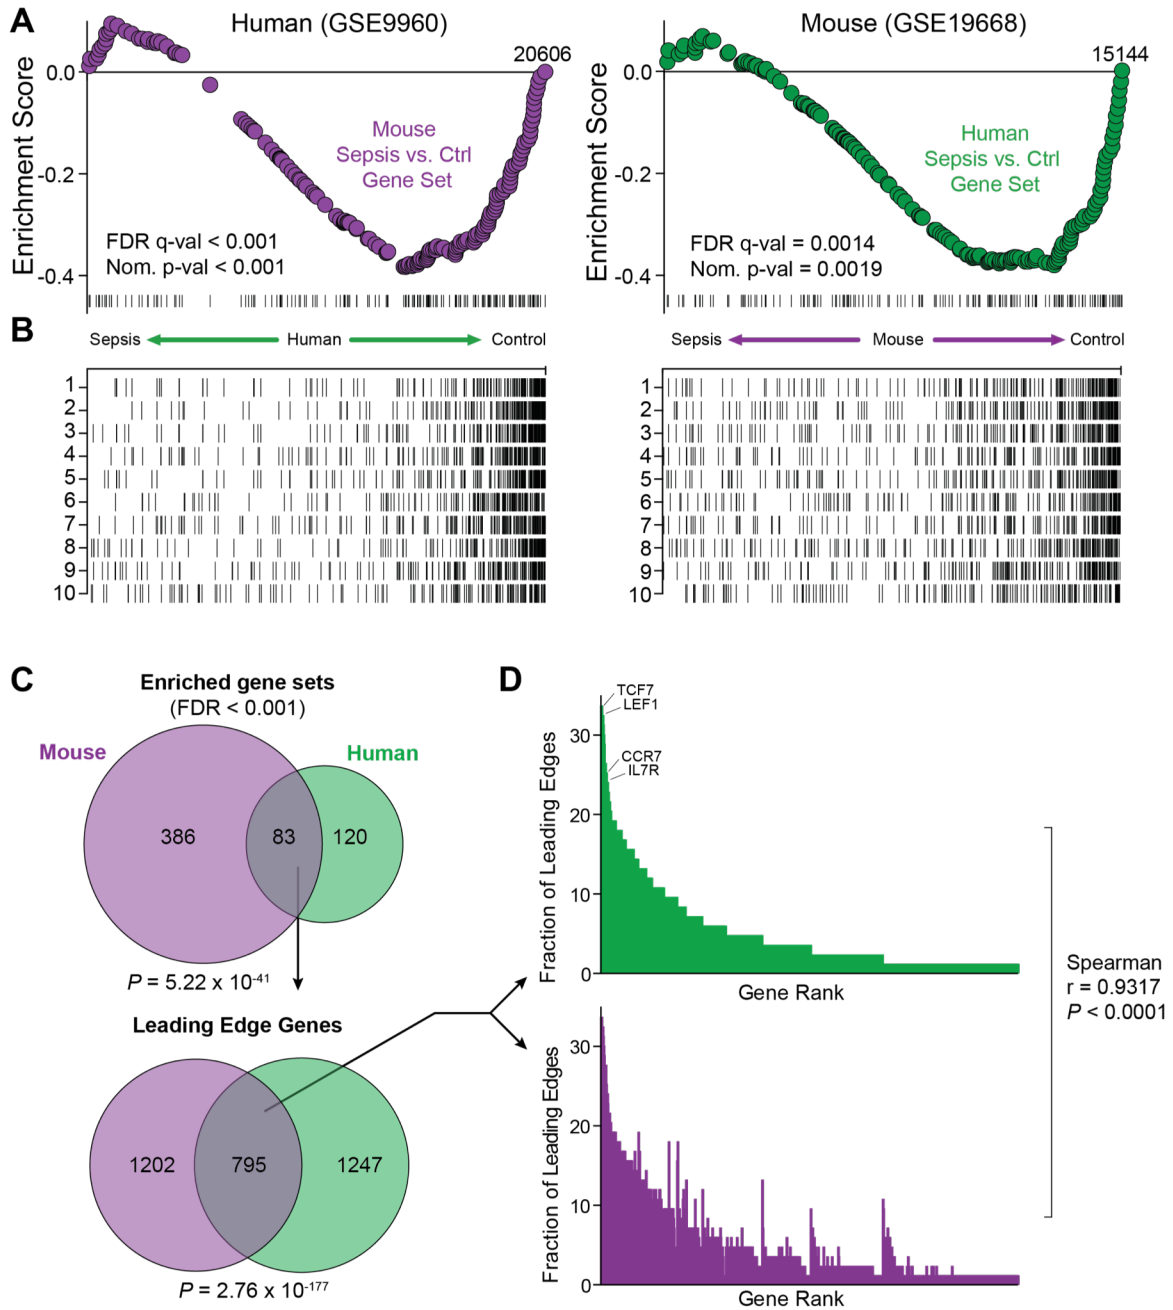 A
Human (GSE9960)
20606
Enrichment Score
0.0
-0.2
-0.4
Mouse
Sepsis vs. Ctrl
Gene Set
FDR q-val < 0.001
Nom. p-val < 0.001
Mouse (GSE19668)
15144
Enrichment Score
0.0
-0.2
-0.4
Human
Sepsis vs. Ctrl
Gene Set
FDR q-val = 0.0014
Nom. p-val = 0.0019
B
Sepsis Human Control
1
2
3
4
5
6
7
8
9
10
Sepsis Mouse Control
1
2
3
4
5
6
7
8
9
10
C
Enriched gene sets
(FDR < 0.001)
Mouse
Human
386 83 120
P = 5.22 x 10-41
Leading Edge Genes
1202 795 1247
P = 2.76 x 10-177
D
TCF7
LEF1
CCR7
IL7R
Fraction of Leading Edges
30
20
10
0
Gene Rank
Fraction of Leading Edges
30
20
10
0
Gene Rank
Spearman
r = 0.9317
P < 0.0001